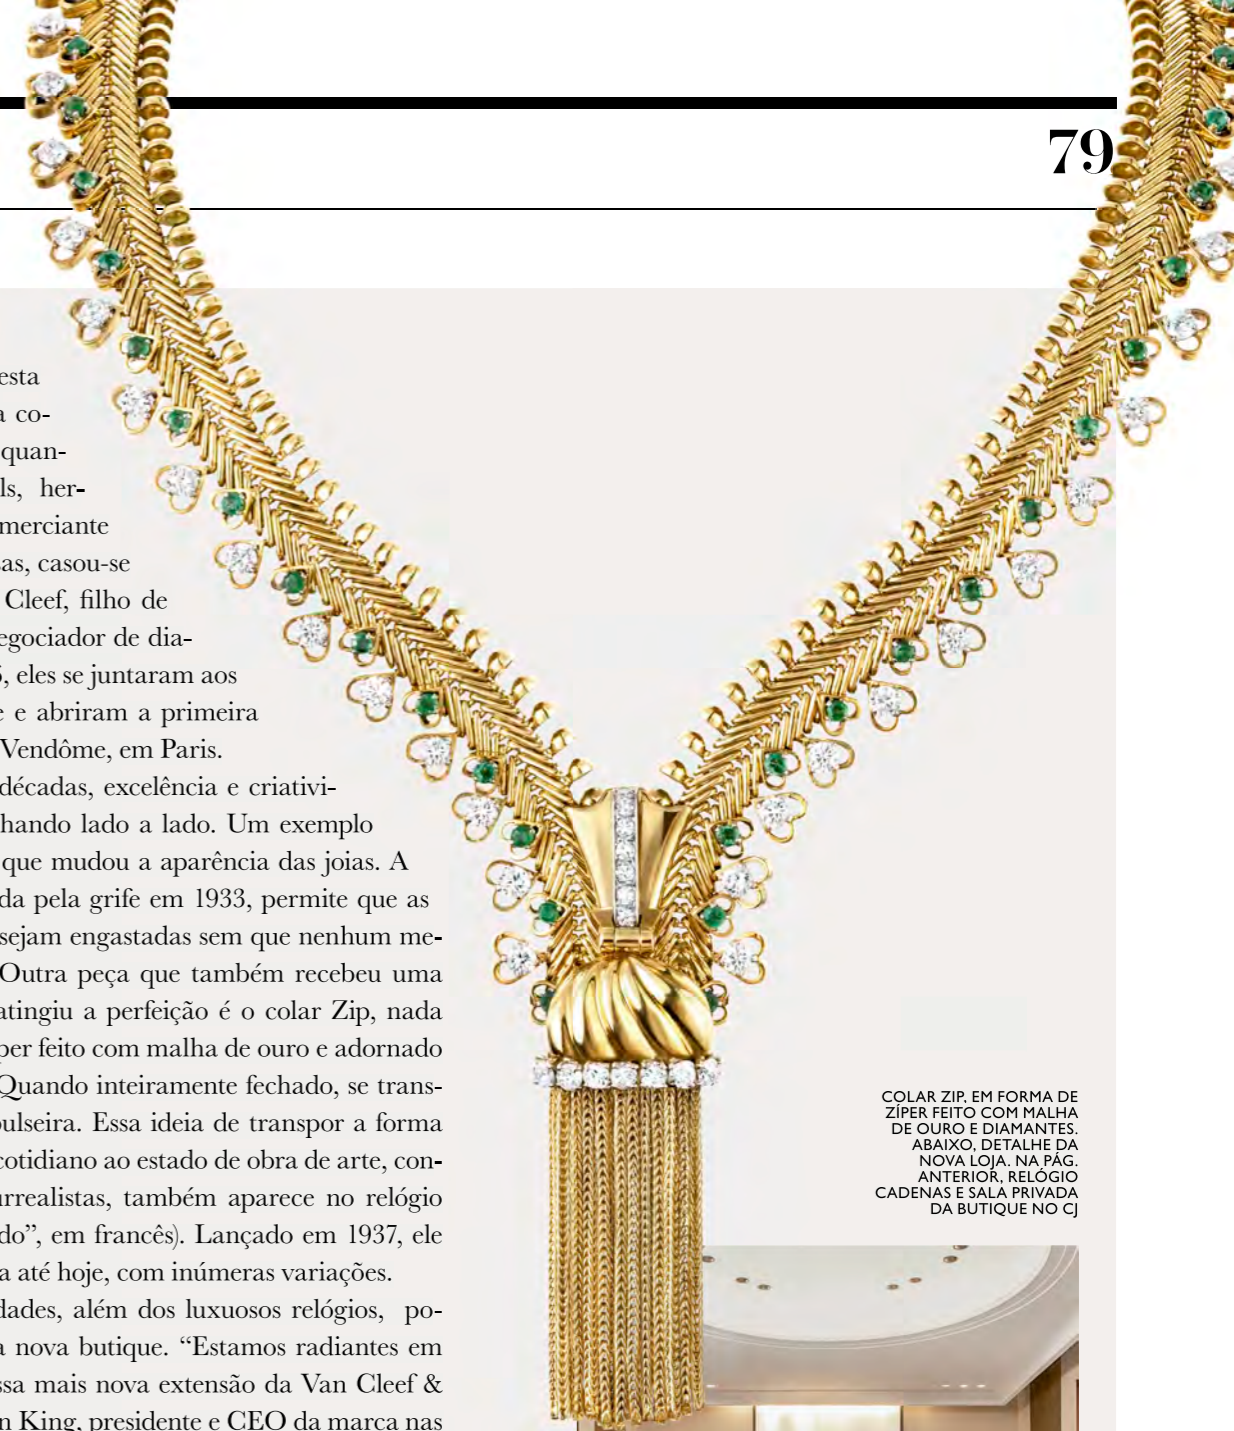 79
esta
a co-
quan-
ls, her-
merciante
as, casou-se
Cleef, filho de
egociador de dia-
, eles se juntaram aos
e e abriram a primeira
Vendôme, em Paris.
décadas, excelência e criativi-
hando lado a lado. Um exemplo
que mudou a aparência das joias. A
da pela grife em 1933, permite que as
sejam engastadas sem que nenhum me-
Outra peça que também recebeu uma
atingiu a perfeição é o colar Zip, nada
per feito com malha de ouro e adornado
Quando inteiramente fechado, se trans-
pulseira. Essa ideia de transpor a forma
cotidiano ao estado de obra de arte, con-
urrealistas, também aparece no relógio
do”, em francês). Lançado em 1937, ele
a até hoje, com inúmeras variações.
dades, além dos luxuosos relógios, po-
a nova butique. “Estamos radiantes em
ssa mais nova extensão da Van Cleef &
n King, presidente e CEO da marca nas
COLAR ZIP, EM FORMA DE
ZÍPER FEITO COM MALHA
DE OURO E DIAMANTES.
ABAIXO, DETALHE DA
NOVA LOJA. NA PÁG.
ANTERIOR, RELÓGIO
CADENAS E SALA PRIVADA
DA BUTIQUE NO CJ